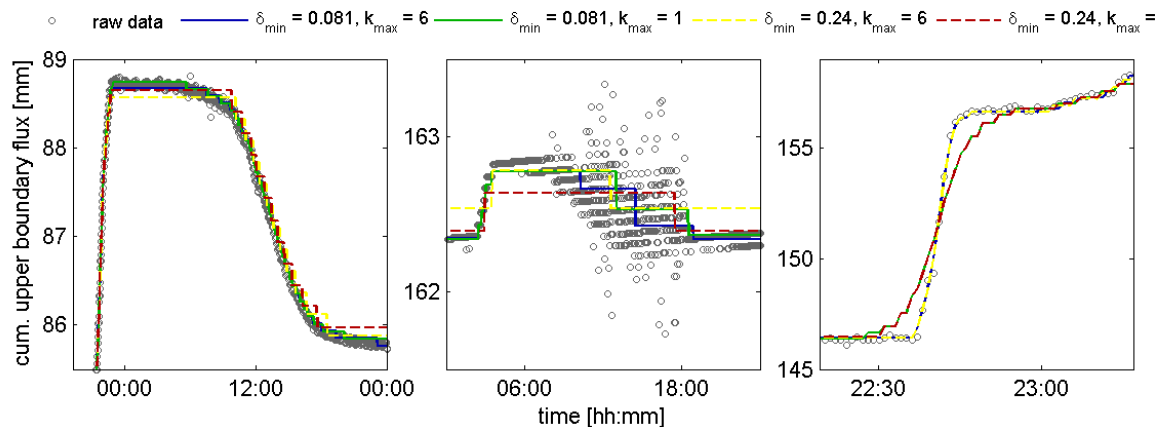 raw data δmin = 0.081, kmax = 6 δmin = 0.081, kmax = 1 δmin = 0.24, kmax = 6 δmin = 0.24, kmax =
cum. upper boundary flux [mm]
89
88
87
86
00:00 12:00 00:00
163
162
06:00 18:00
155
150
145
22:30 23:00
time [hh:mm]